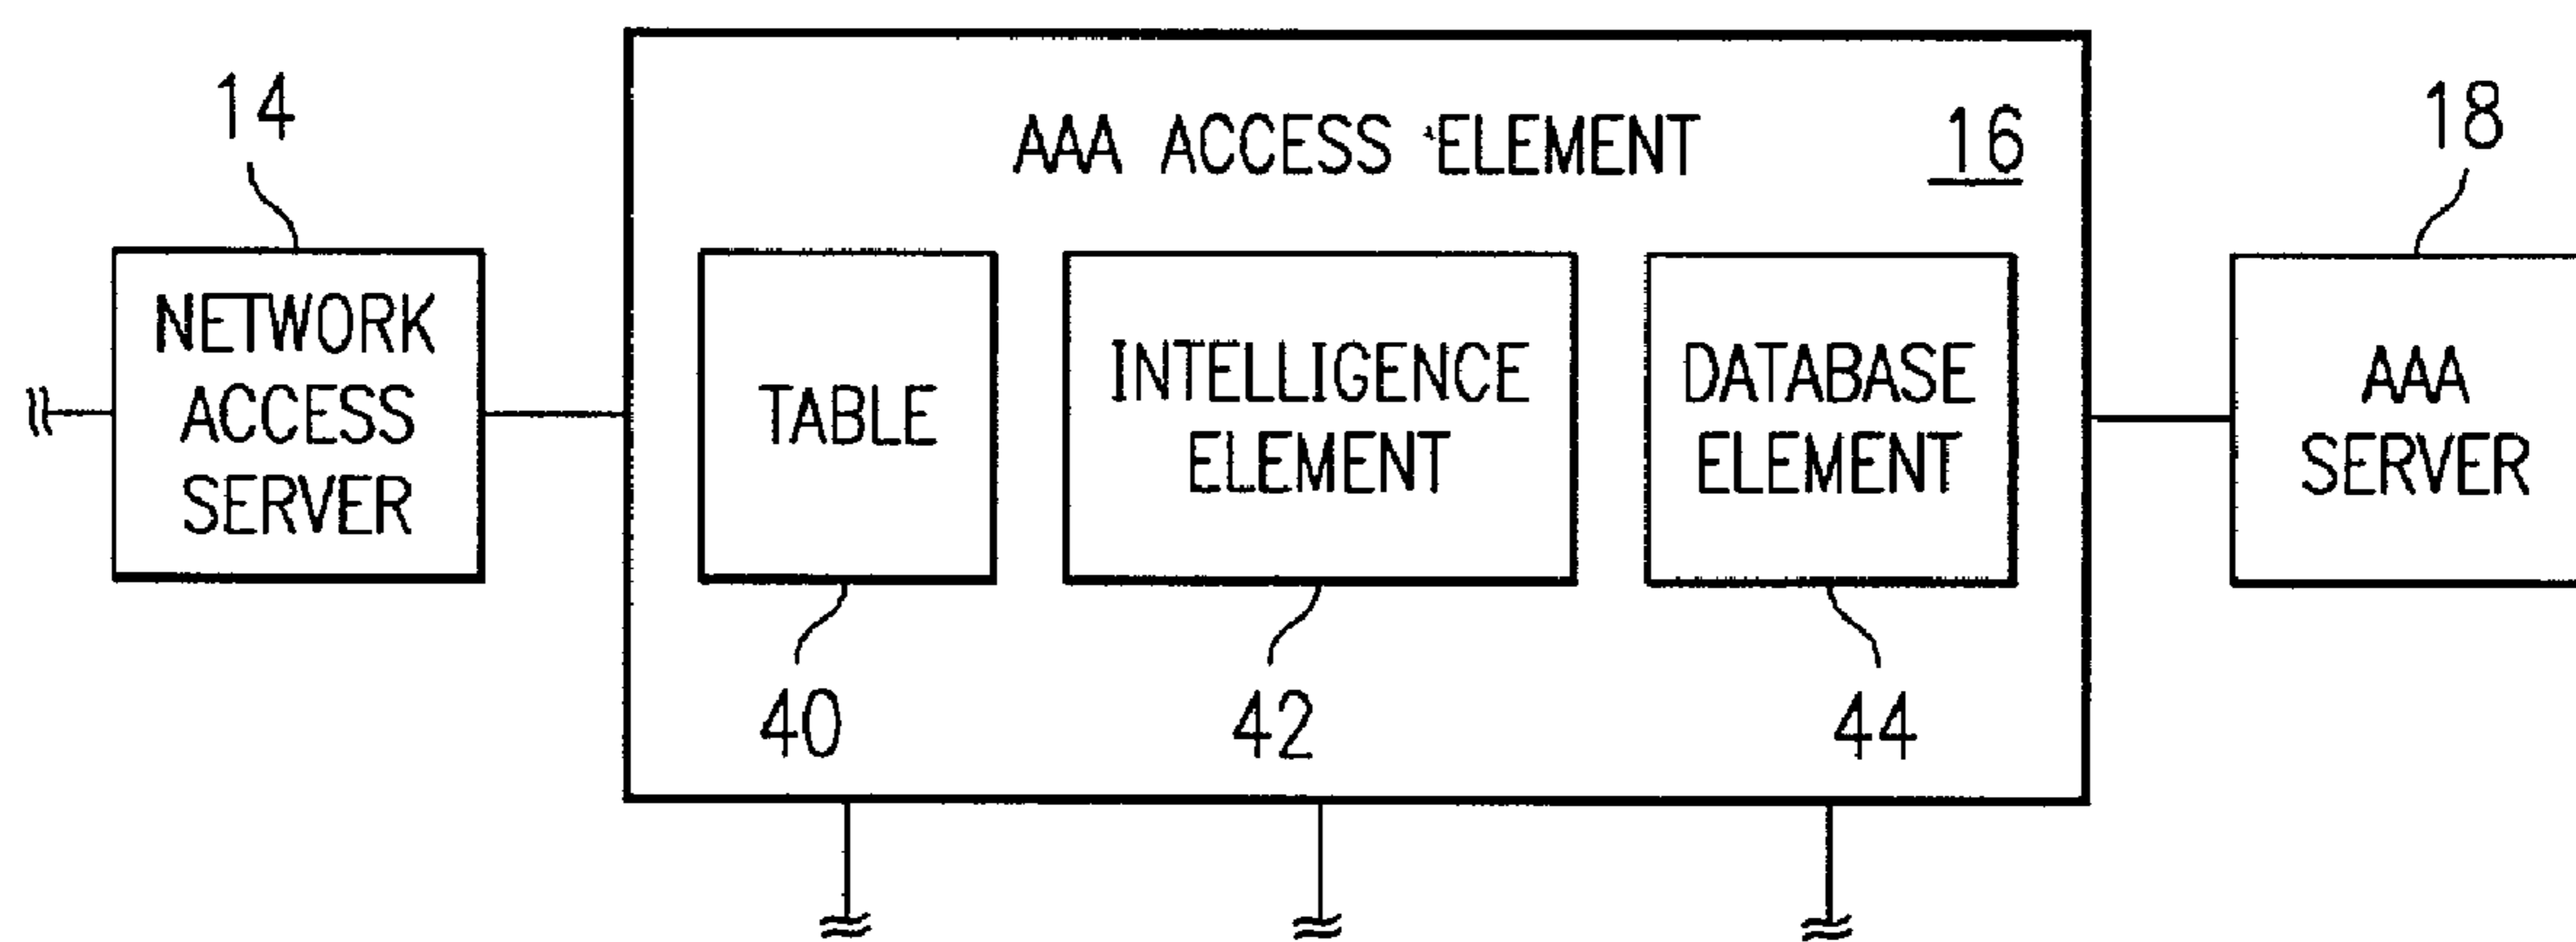 14
AAA ACCESS ELEMENT
16
18
NETWORK
ACCESS
SERVER
TABLE
INTELLIGENCE
ELEMENT
DATABASE
ELEMENT
AAA
SERVER
40
42
44